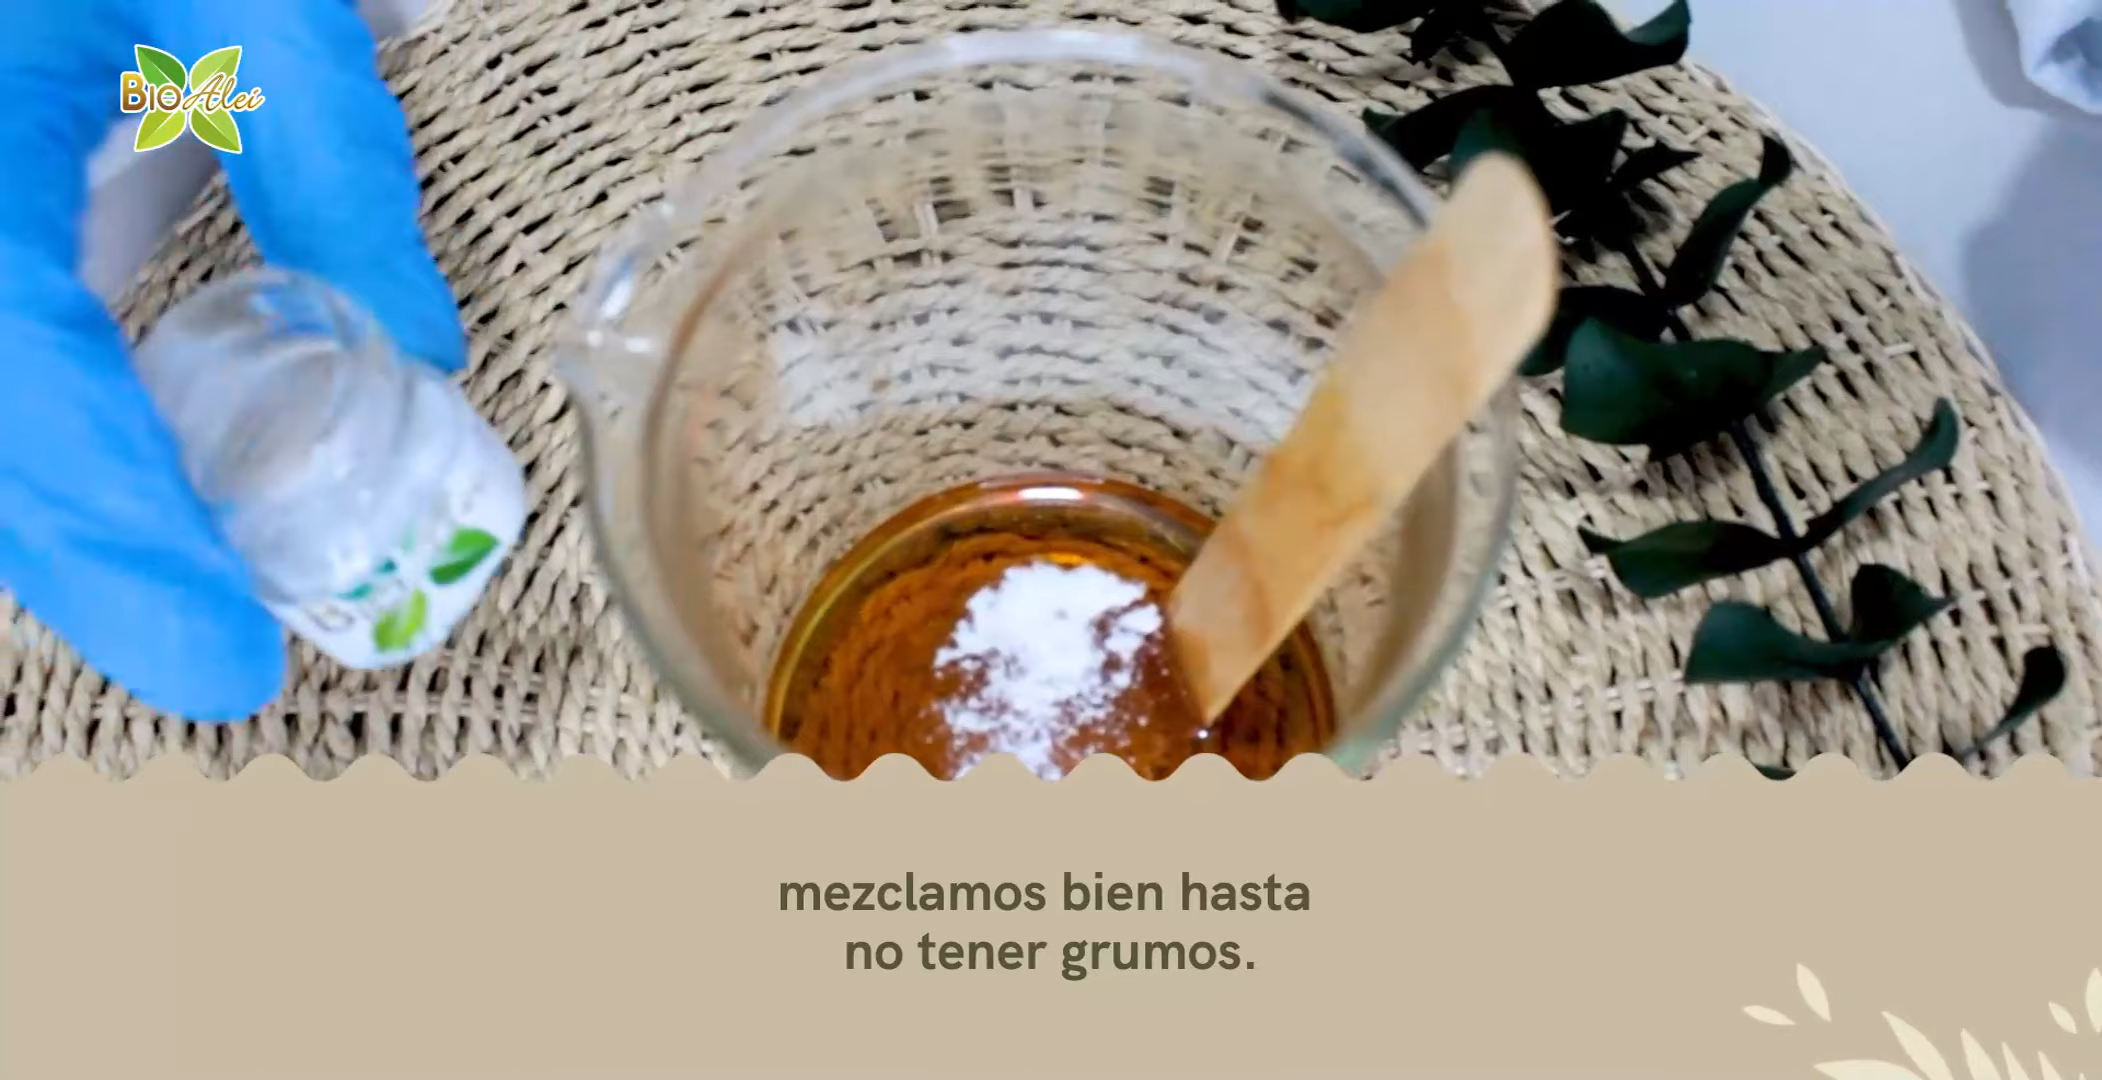 BIOAlei
mezclamos bien hasta
no tener grumos.